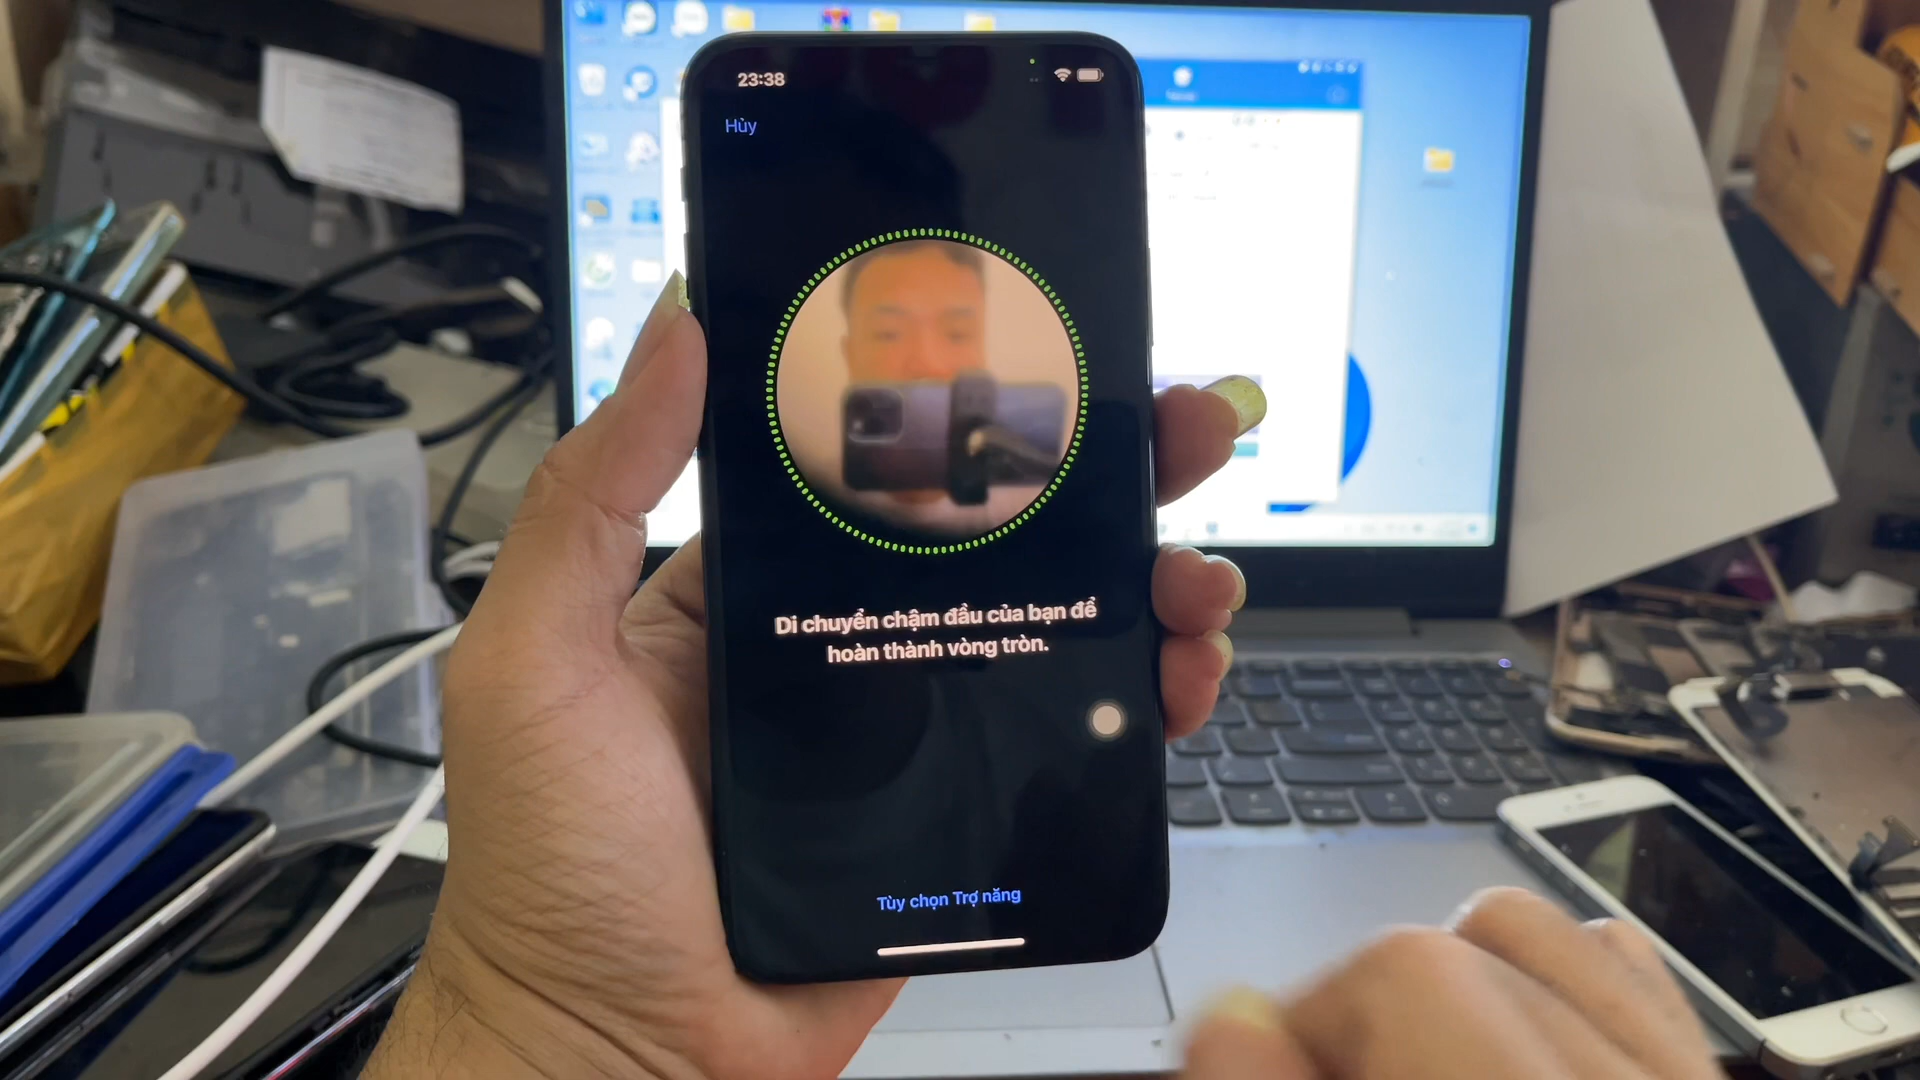 23:38
Hủy
Di chuyển chậm đầu của bạn để
hoàn thành vòng tròn.
Tùy chọn Trợ năng